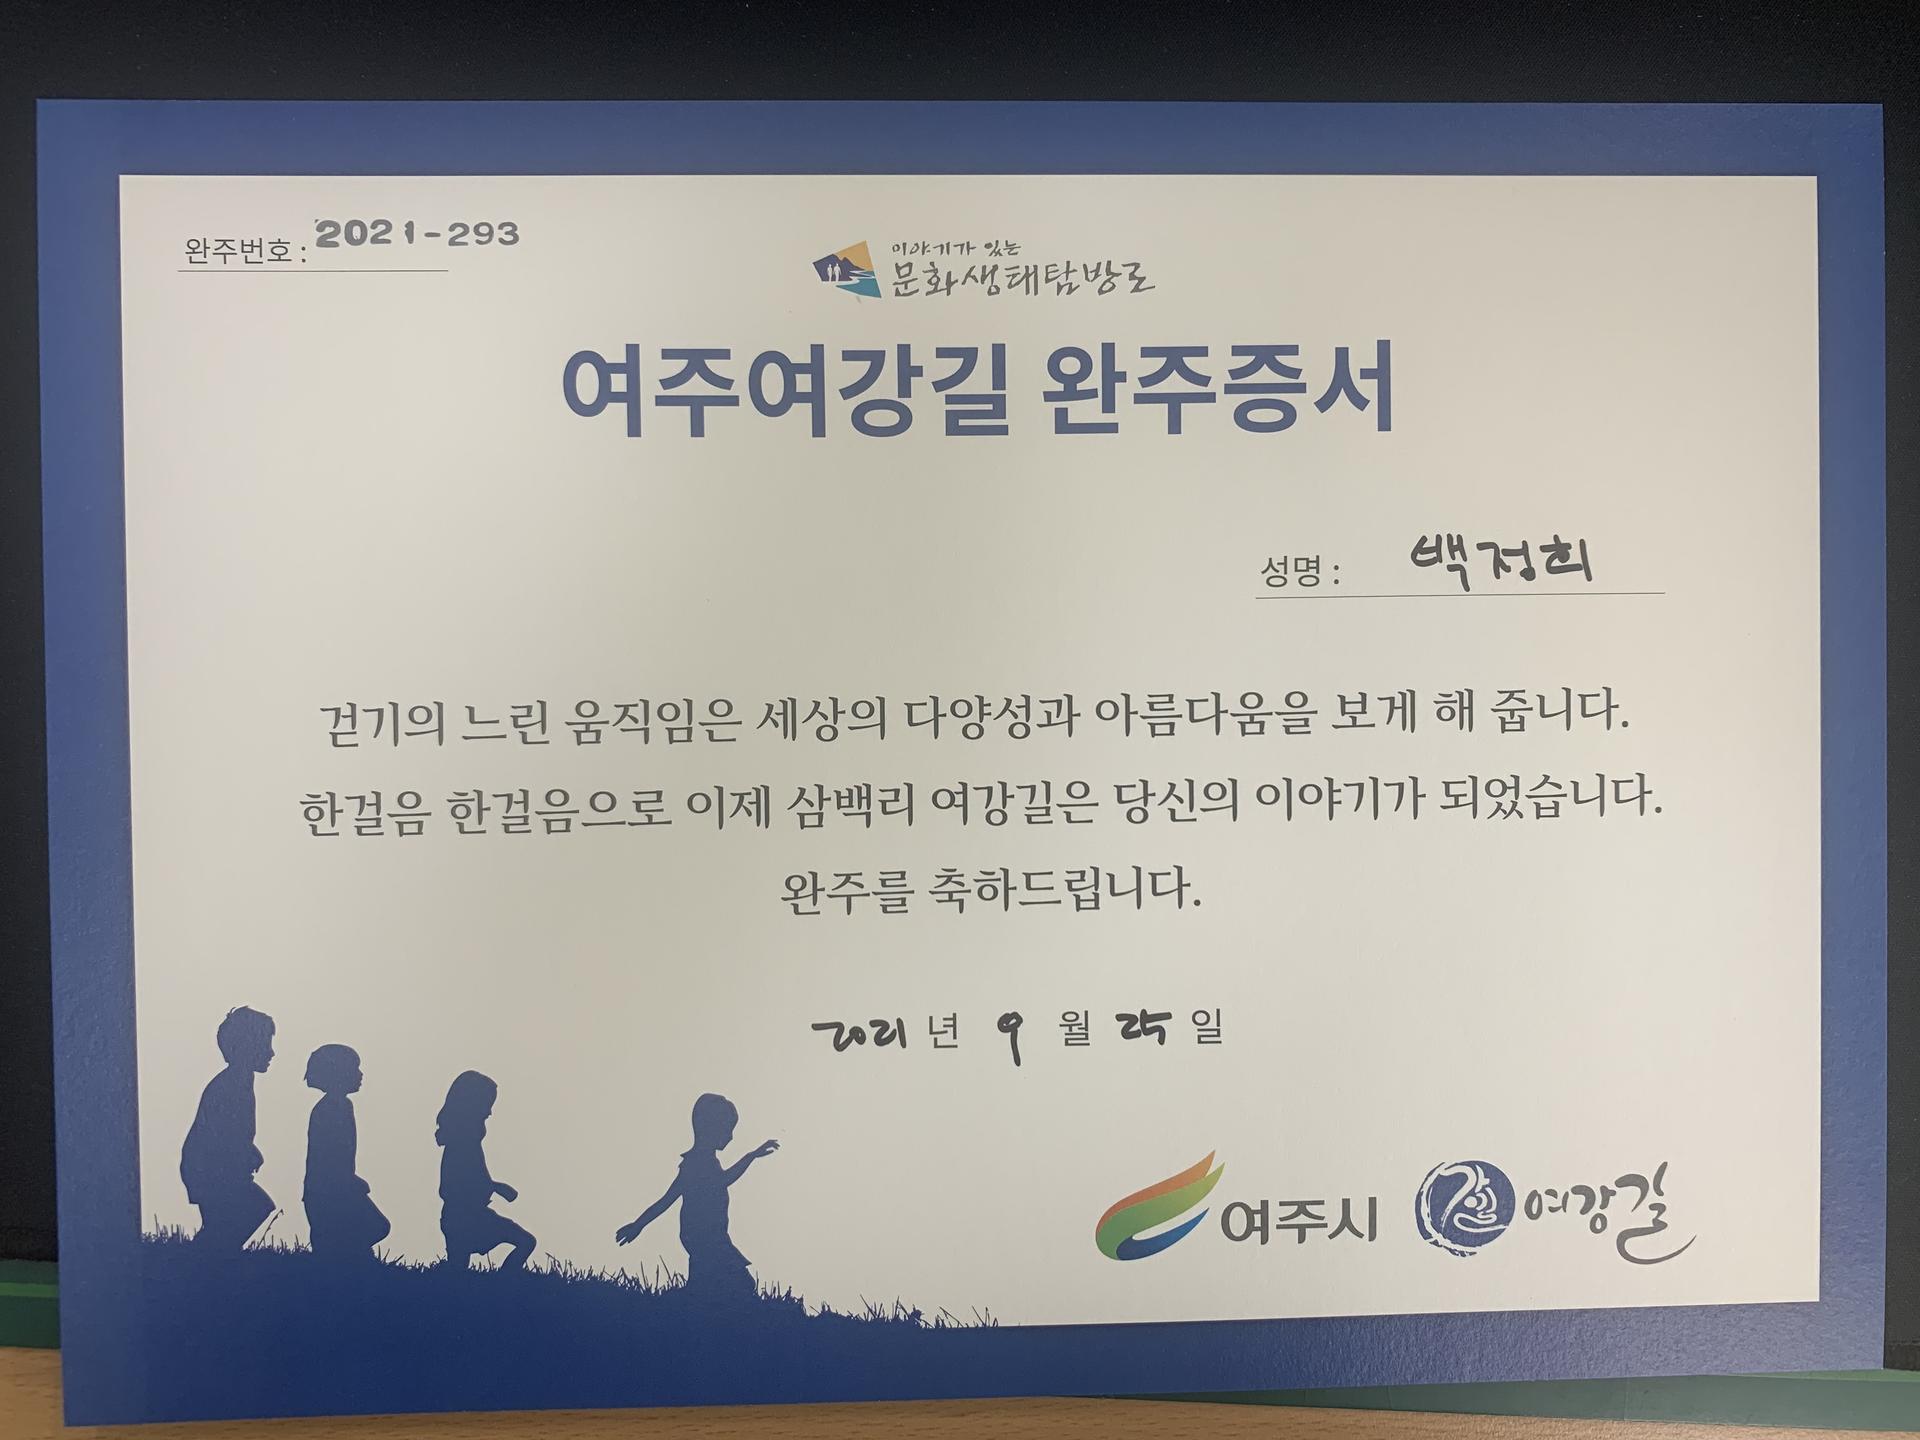 완주번호 : 2021-293
이야기가 있는
문화생태탐방로
여주여강길 완주증서
성명 : 백정희
걷기의 느린 움직임은 세상의 다양성과 아름다움을 보게 해 줍니다.
한걸음 한걸음으로 이제 삼백리 여강길은 당신의 이야기가 되었습니다.
완주를 축하드립니다.
2021 년 9 월 25 일
여주시 여강길